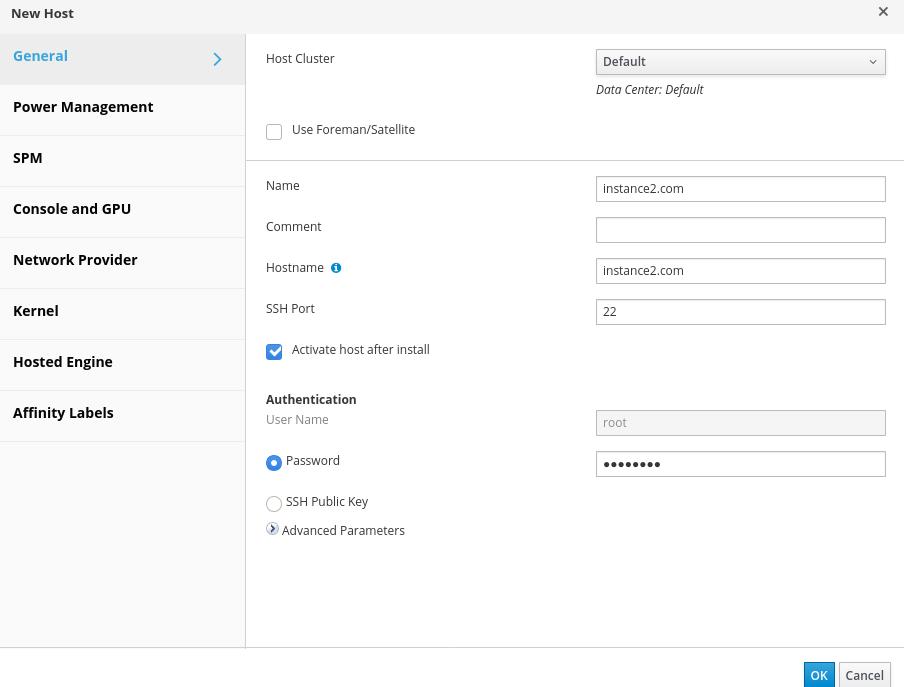 New Host
General
Power Management
SPM
Console and GPU
Network Provider
Kernel
Hosted Engine
Affinity Labels
Host Cluster
Default
Data Center: Default
Use Foreman/Satellite
Name
instance2.com
Comment
Hostname
instance2.com
SSH Port
22
Activate host after install
Authentication
User Name
root
Password
●●●●●●●●
SSH Public Key
Advanced Parameters
OK
Cancel